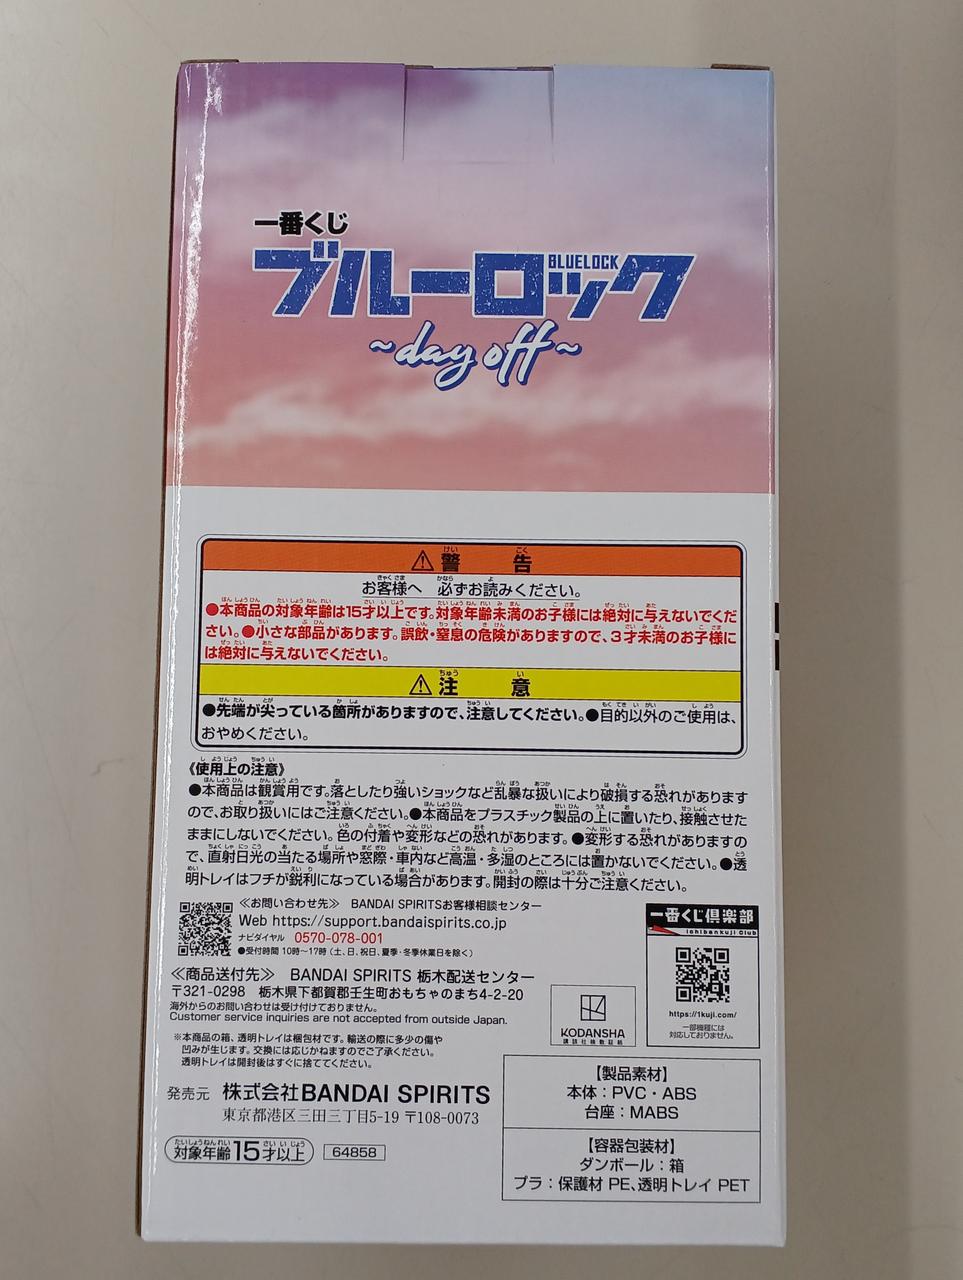 一番くじ
ブルーロック
BLUELOCK
~day off~
⚠警告
お客様へ 必ずお読みください。
●本商品の対象年齢は15才以上です。対象年齢未満のお子様には絶対に与えないでくだ
さい。●小さな部品があります。誤飲・窒息の危険がありますので、3才未満のお子様に
は絶対に与えないでください。
⚠注意
●先端が尖っている箇所がありますので、注意してください。●目的以外のご使用は、
おやめください。
《使用上の注意》
●本商品は観賞用です。落としたり強いショックなど乱暴な扱いにより破損する恐れがあります
ので、お取り扱いにはご注意ください。●本商品をプラスチック製品の上に置いたり、接触させた
ままにしないでください。色の付着や変形などの恐れがあります。●変形する恐れがありますの
で、直射日光の当たる場所や窓際・車内など高温・多湿のところには置かないでください。●透
明トレイはフチが鋭利になっている場合があります。開封の際は十分ご注意ください。
≪お問い合わせ先≫ BANDAI SPIRITSお客様相談センター
Web https://support.bandaispirits.co.jp
ナビダイヤル 0570-078-001
●受付時間 10時～17時（土、日、祝日、夏季・冬季休業日を除く）
≪商品送付先≫ BANDAI SPIRITS 栃木配送センター
〒321-0298 栃木県下都賀郡壬生町おもちゃのまち4-2-20
海外からのお問い合わせは受け付けておりません。
Customer service inquiries are not accepted from outside Japan.
※本商品の箱、透明トレイは梱包材です。輸送の際に多少の傷や
凹みが生じます。交換には応じかねますのでご了承ください。
透明トレイは開封後はすぐに捨ててください。
発売元 株式会社BANDAI SPIRITS
東京都港区三田三丁目5-19 〒108-0073
対象年齢15才以上
64858
一番くじ倶楽部
Ichibankuji Club
https://1kuji.com/
一部機種には
対応しておりません。
KODANSHA
講談社検数証紙
【製品素材】
本体：PVC・ABS
台座：MABS
【容器包装材】
ダンボール：箱
プラ：保護材 PE、透明トレイ PET